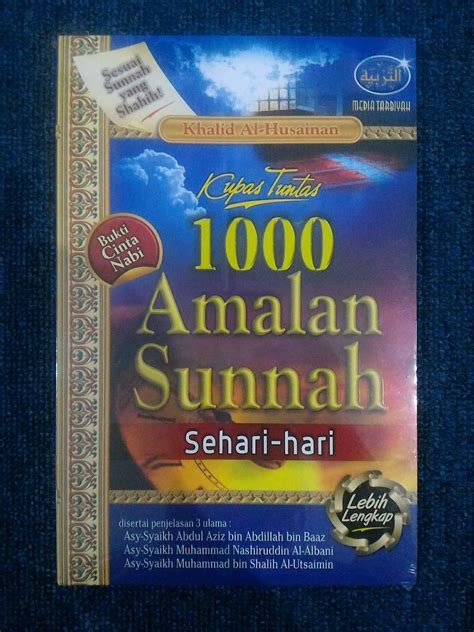 Sesuai
Sunnah
yang
Shahih!
التربية
MEDIA TARBIYAH
Khalid Al-Husainan
Kupas Tuntas
Bukti
Cinta
Nabi
1000
Amalan
Sunnah
Sehari-hari
Lebih
Lengkap
disertai penjelasan 3 ulama :
Asy-Syaikh Abdul Aziz bin Abdillah bin Baaz
Asy-Syaikh Muhammad Nashiruddin Al-Albani
Asy-Syaikh Muhammad bin Shalih Al-Utsaimin